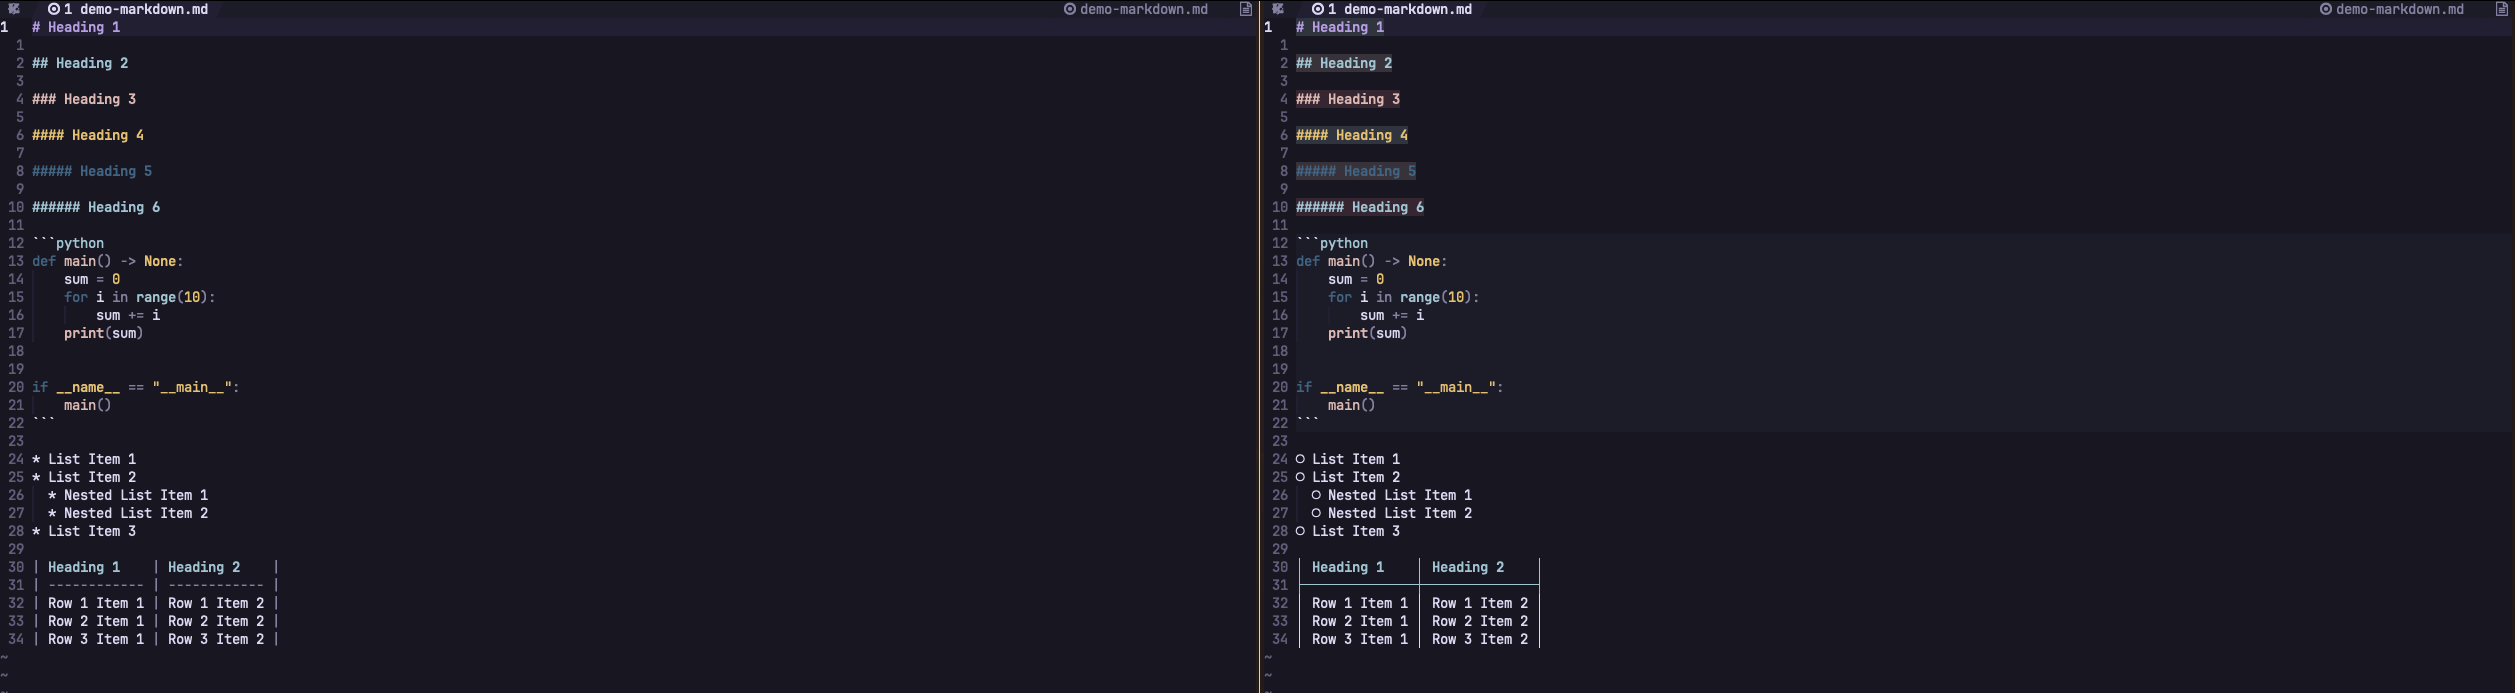 1 demo-markdown.md demo-markdown.md
1 # Heading 1
1
2 ## Heading 2
3
4 ### Heading 3
5
6 #### Heading 4
7
8 ##### Heading 5
9
10 ###### Heading 6
11
12 ```python
13 def main() -> None:
14     sum = 0
15     for i in range(10):
16         sum += i
17     print(sum)
18
19
20 if __name__ == "__main__":
21     main()
22 ```
23
24 * List Item 1
25 * List Item 2
26   * Nested List Item 1
27   * Nested List Item 2
28 * List Item 3
29
30 | Heading 1    | Heading 2    |
31 | ------------ | ------------ |
32 | Row 1 Item 1 | Row 1 Item 2 |
33 | Row 2 Item 1 | Row 2 Item 2 |
34 | Row 3 Item 1 | Row 3 Item 2 |
~
~
~
1 demo-markdown.md demo-markdown.md
1 # Heading 1
1
2 ## Heading 2
3
4 ### Heading 3
5
6 #### Heading 4
7
8 ##### Heading 5
9
10 ###### Heading 6
11
12 ```python
13 def main() -> None:
14     sum = 0
15     for i in range(10):
16         sum += i
17     print(sum)
18
19
20 if __name__ == "__main__":
21     main()
22 ```
23
24 ○ List Item 1
25 ○ List Item 2
26   ○ Nested List Item 1
27   ○ Nested List Item 2
28 ○ List Item 3
29
30 │ Heading 1    │ Heading 2    │
31
32 │ Row 1 Item 1 │ Row 1 Item 2 │
33 │ Row 2 Item 1 │ Row 2 Item 2 │
34 │ Row 3 Item 1 │ Row 3 Item 2 │
~
~
~